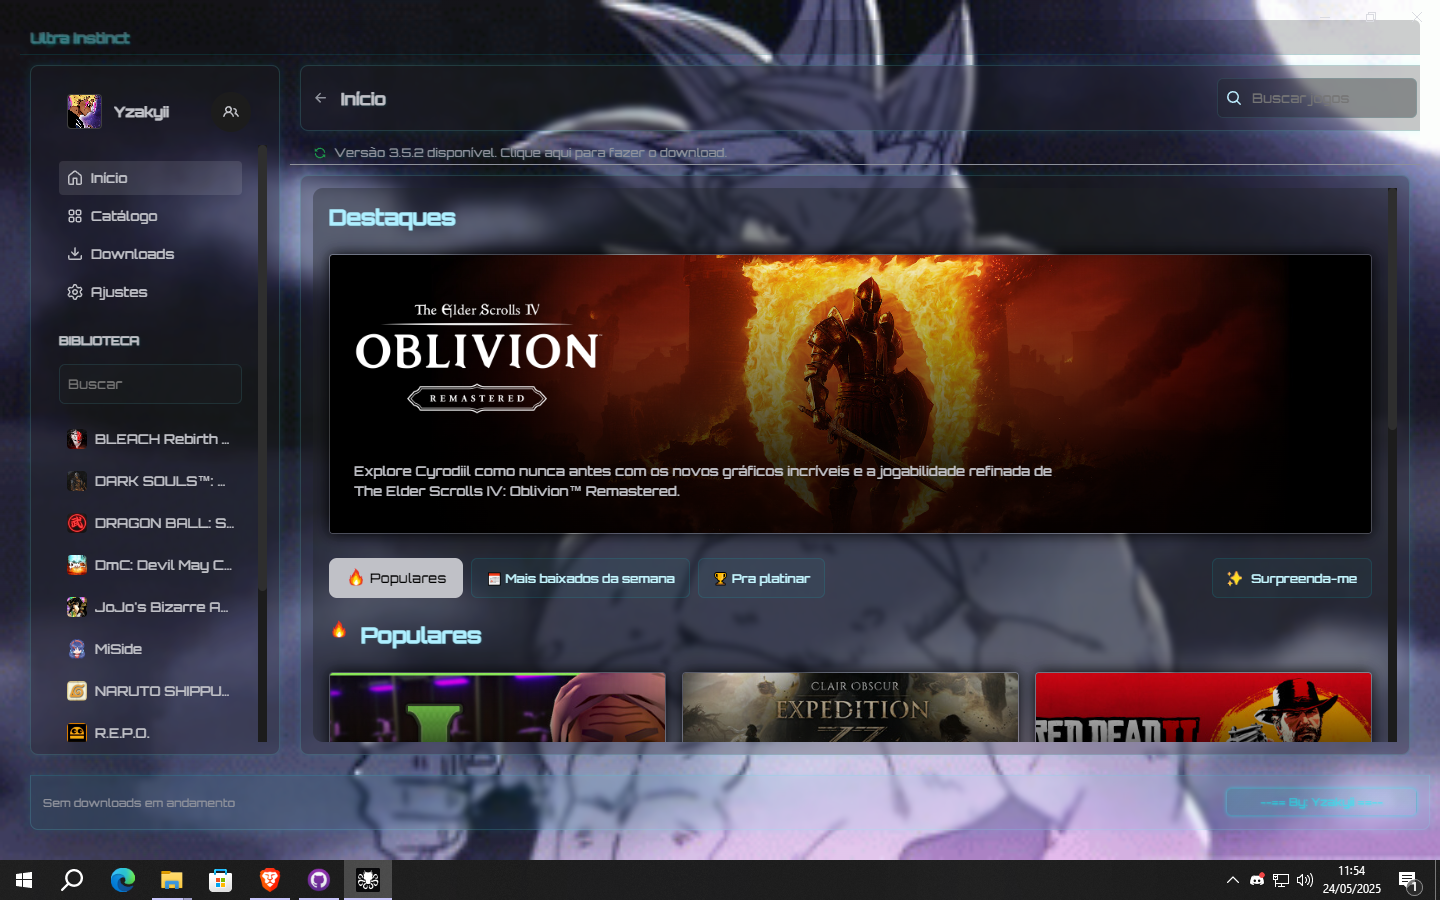 Ultra Instinct
Yzakyii
Início
Buscar jogos
Versão 3.5.2 disponível. Clique aqui para fazer o download.
Início
Catálogo
Downloads
Ajustes
BIBLIOTECA
Buscar
BLEACH Rebirth ...
DARK SOULS™: ...
DRAGON BALL: S...
DmC: Devil May C...
JoJo's Bizarre A...
MiSide
NARUTO SHIPPU...
R.E.P.O.
Destaques
The Elder Scrolls IV
OBLIVION
REMASTERED
Explore Cyrodiil como nunca antes com os novos gráficos incríveis e a jogabilidade refinada de
The Elder Scrolls IV: Oblivion™ Remastered.
Populares
Mais baixados da semana
Pra platinar
Surpreenda-me
Populares
CLAIR OBSCUR
EXPEDITION
RED DEAD II
Sem downloads em andamento
By: Yzakyii
11:54
24/05/2025
1